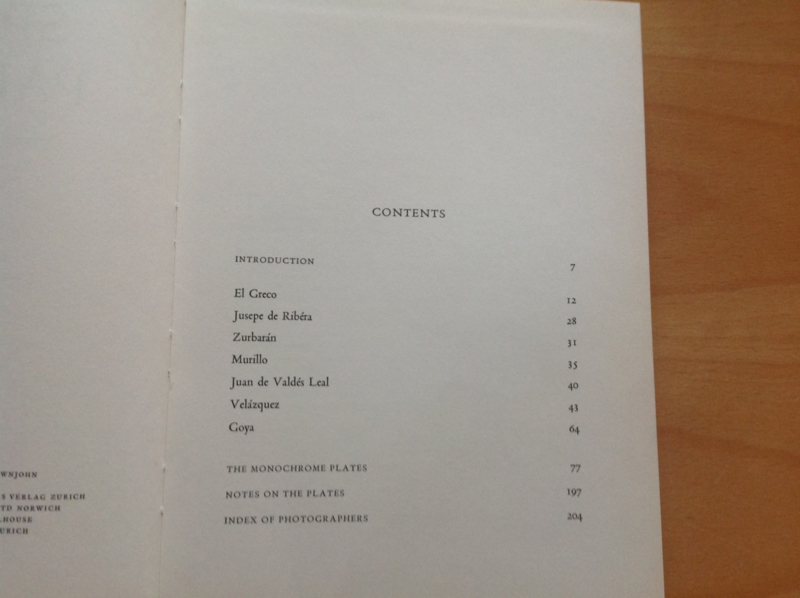 WNJOHN
S VERLAG ZURICH
TD NORWICH
LHOUSE
URICH
CONTENTS
INTRODUCTION 7
El Greco 12
Jusepe de Ribéra 28
Zurbarán 31
Murillo 35
Juan de Valdés Leal 40
Velázquez 43
Goya 64
THE MONOCHROME PLATES 77
NOTES ON THE PLATES 197
INDEX OF PHOTOGRAPHERS 204